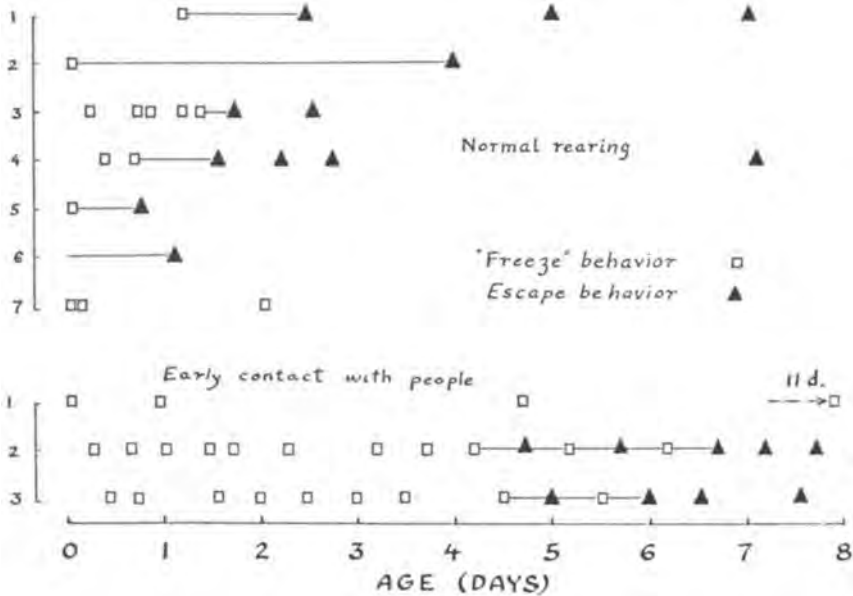 1
2
3
4
Normal rearing
5
6
"Freeze" behavior
Escape behavior
7
Early contact with people
11 d.
1
2
3
0 1 2 3 4 5 6 7 8
AGE (DAYS)